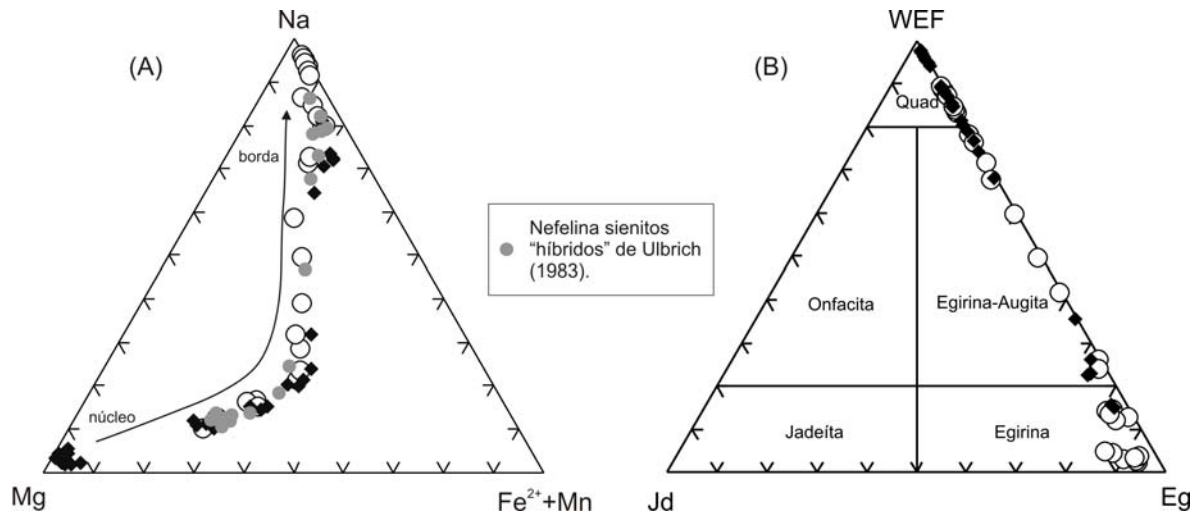 Na
(A)
borda
núcleo
Mg
Fe²⁺+Mn
Nefelina sienitos
“híbridos” de Ulbrich
(1983).
WEF
(B)
Quad
Onfacita
Egirina-Augita
Jadeíta
Egirina
Jd
Eg